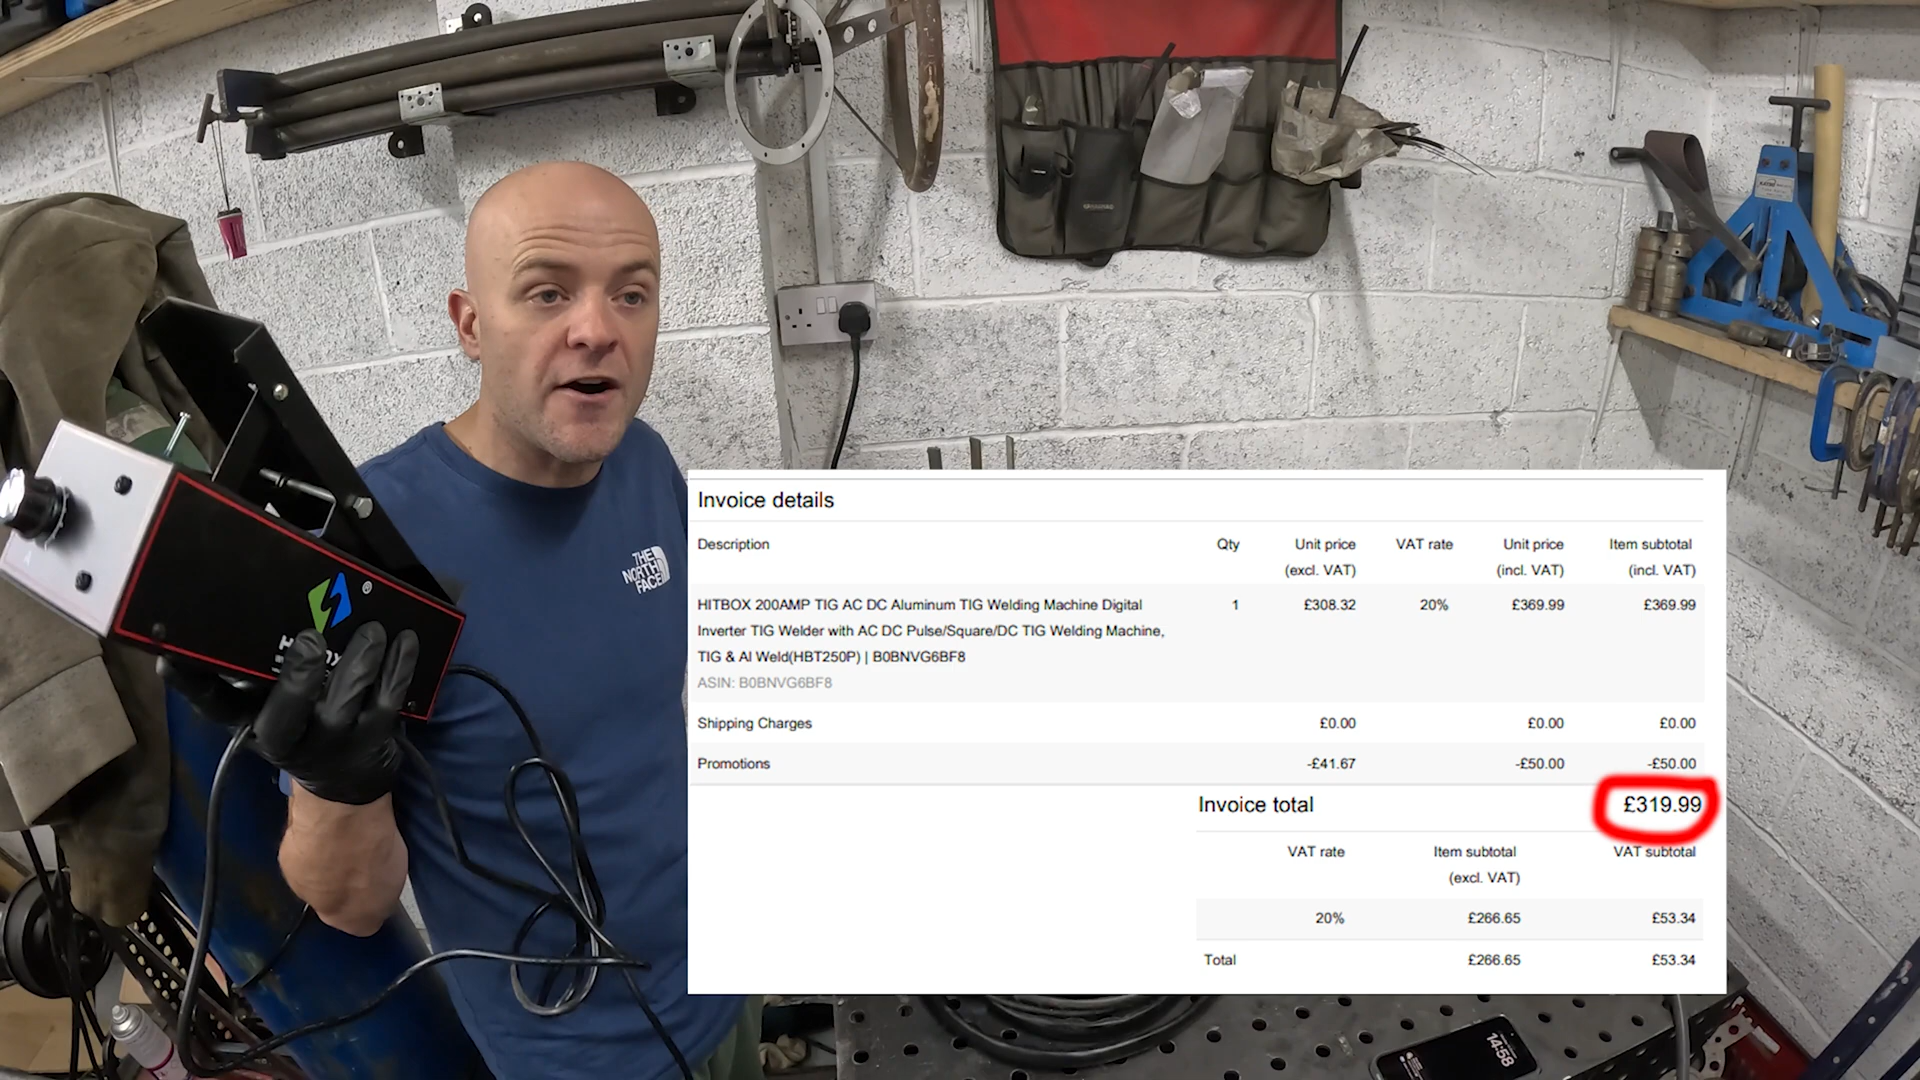 THE
NORTH
FACE
®
Invoice details
Description Qty Unit price VAT rate Unit price Item subtotal
(excl. VAT) (incl. VAT) (incl. VAT)
HITBOX 200AMP TIG AC DC Aluminum TIG Welding Machine Digital 1 £308.32 20% £369.99 £369.99
Inverter TIG Welder with AC DC Pulse/Square/DC TIG Welding Machine,
TIG & Al Weld(HBT250P) | B0BNVG6BF8
ASIN: B0BNVG6BF8
Shipping Charges £0.00 £0.00 £0.00
Promotions -£41.67 -£50.00 -£50.00
Invoice total £319.99
VAT rate Item subtotal VAT subtotal
(excl. VAT)
20% £266.65 £53.34
Total £266.65 £53.34
14:58